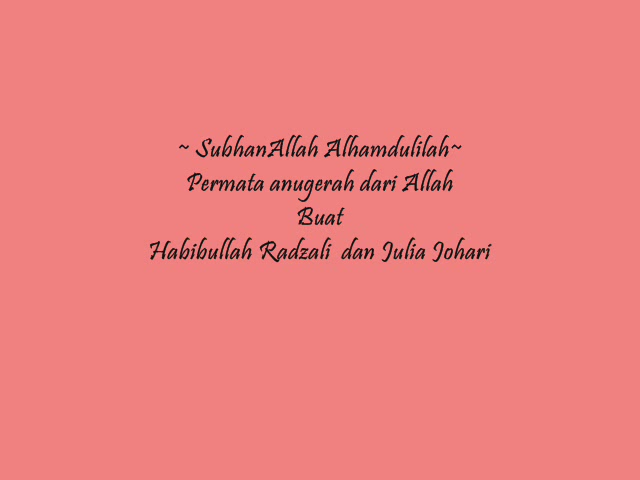 ~ SubhanAllah Alhamdulilah~
Permata anugerah dari Allah
Buat
Habibullah Radzali dan Julia Johari